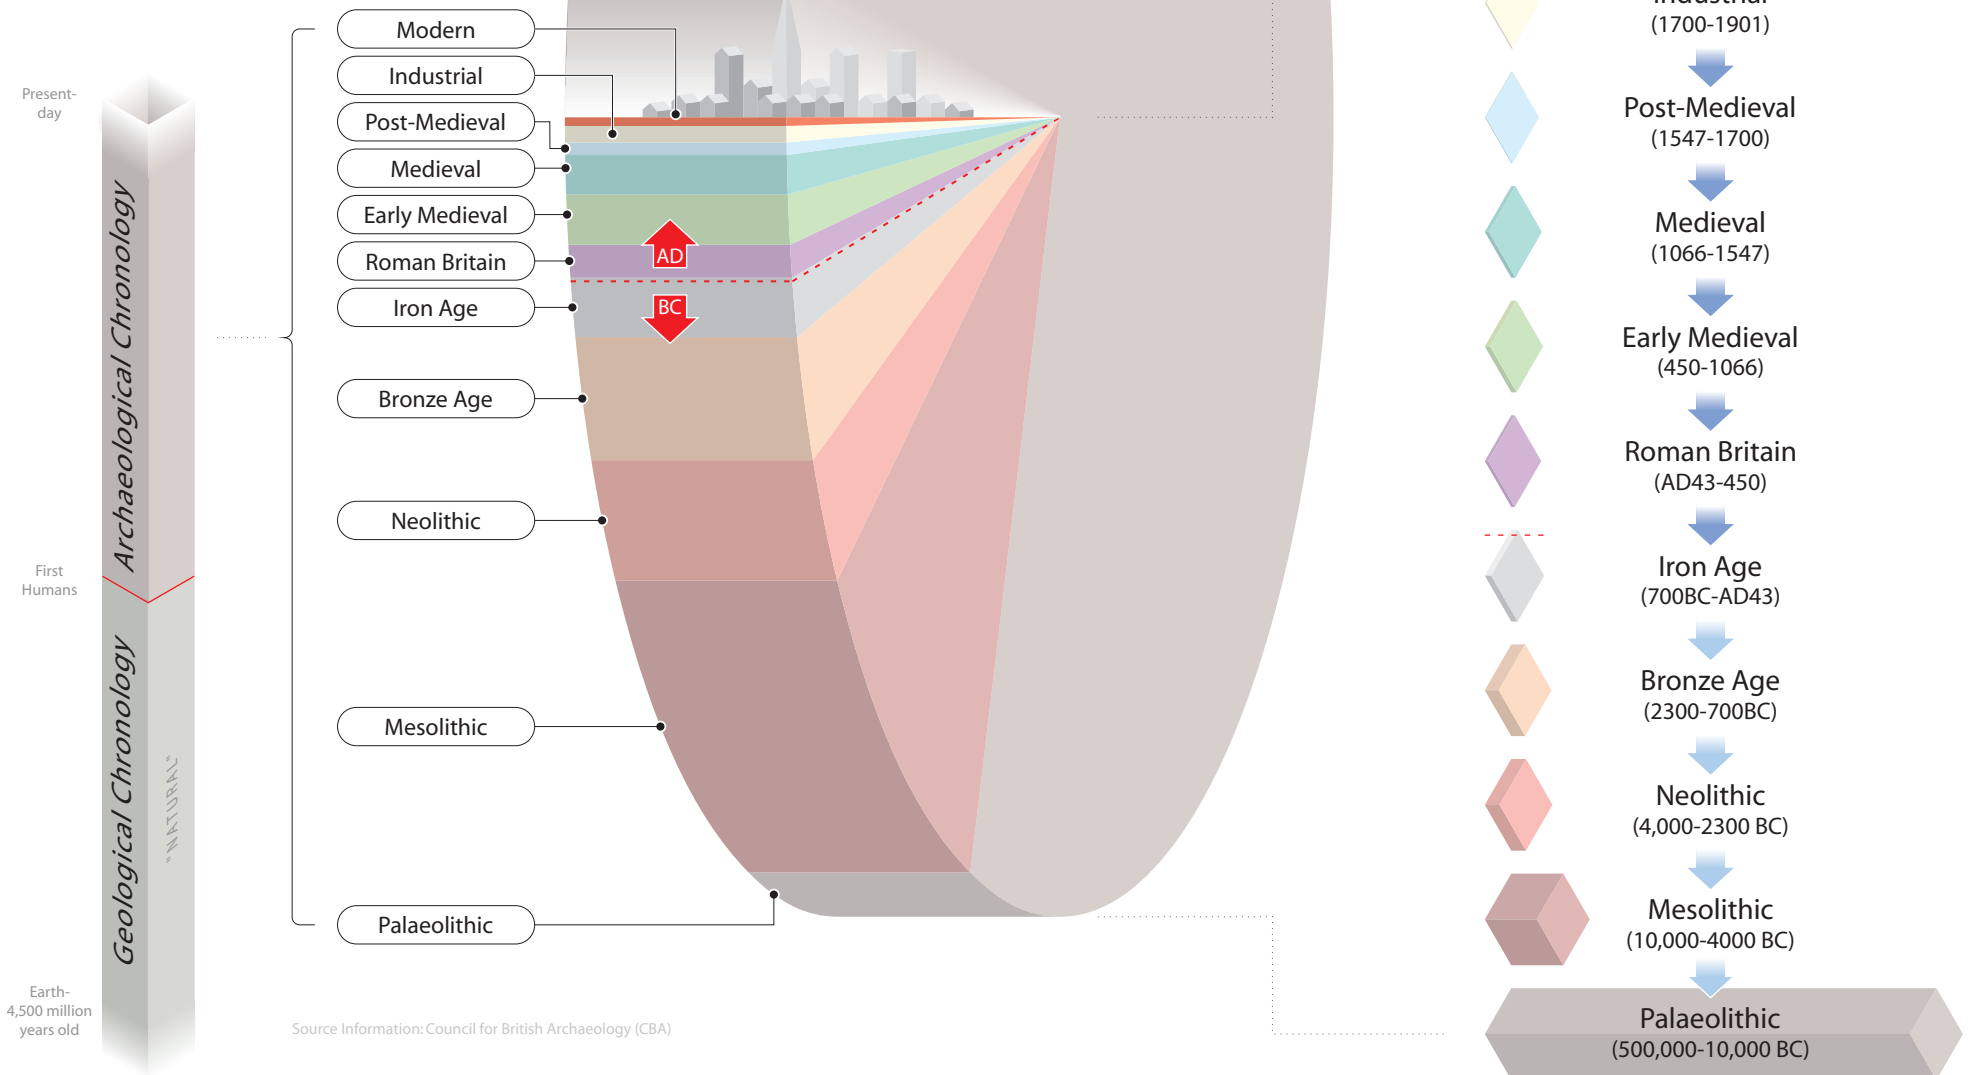 Present-
day
Archaeological Chronology
First
Humans
Geological Chronology
"NATURAL"
Earth-
4,500 million
years old
Modern
Industrial
Post-Medieval
Medieval
Early Medieval
Roman Britain
Iron Age
Bronze Age
Neolithic
Mesolithic
Palaeolithic
AD
BC
Source Information: Council for British Archaeology (CBA)
Industrial
(1700-1901)
Post-Medieval
(1547-1700)
Medieval
(1066-1547)
Early Medieval
(450-1066)
Roman Britain
(AD43-450)
Iron Age
(700BC-AD43)
Bronze Age
(2300-700BC)
Neolithic
(4,000-2300 BC)
Mesolithic
(10,000-4000 BC)
Palaeolithic
(500,000-10,000 BC)